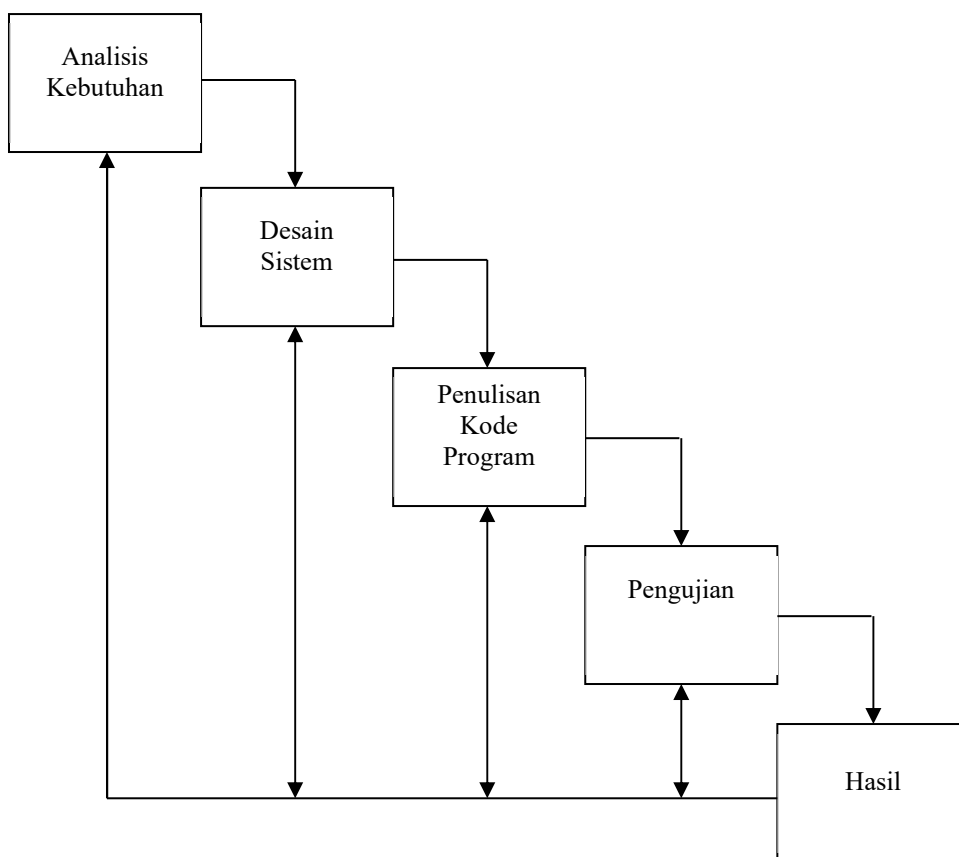 Analisis
Kebutuhan
Desain
Sistem
Penulisan
Kode
Program
Pengujian
Hasil